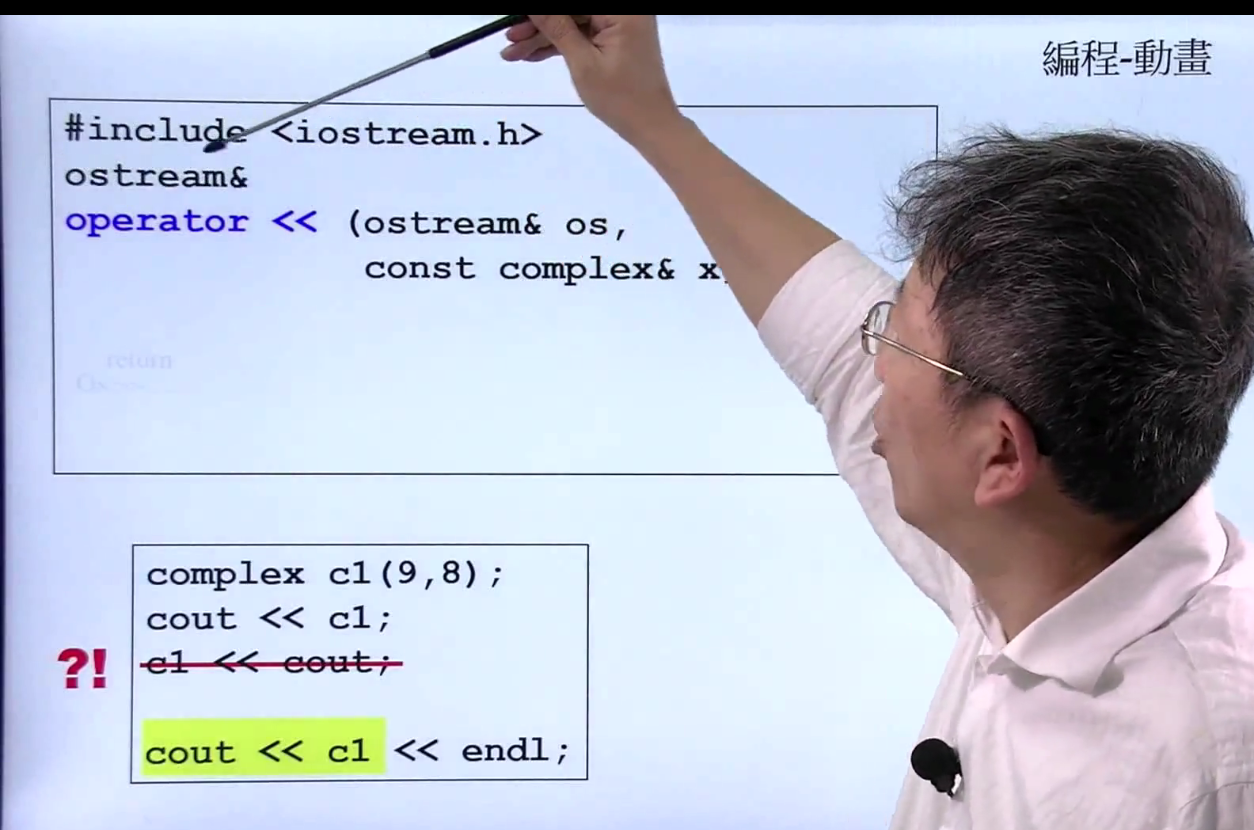 編程-動畫
#include <iostream.h>
ostream&
operator << (ostream& os,
const complex& x
return
complex c1(9,8);
cout << c1;
?! c1 << cout;
cout << c1 << endl;